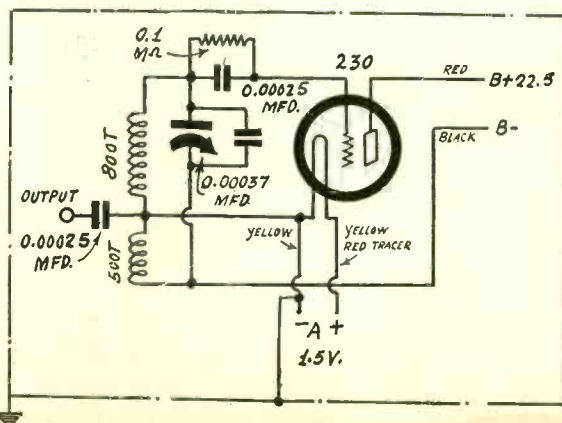 0.1
MΩ
230
0.00025
MFD.
RED
B+22.5
BLACK
B-
800T
0.00037
MFD.
OUTPUT
0.00025
MFD.
500T
YELLOW
YELLOW
RED TRACER
-A +
1.5V.